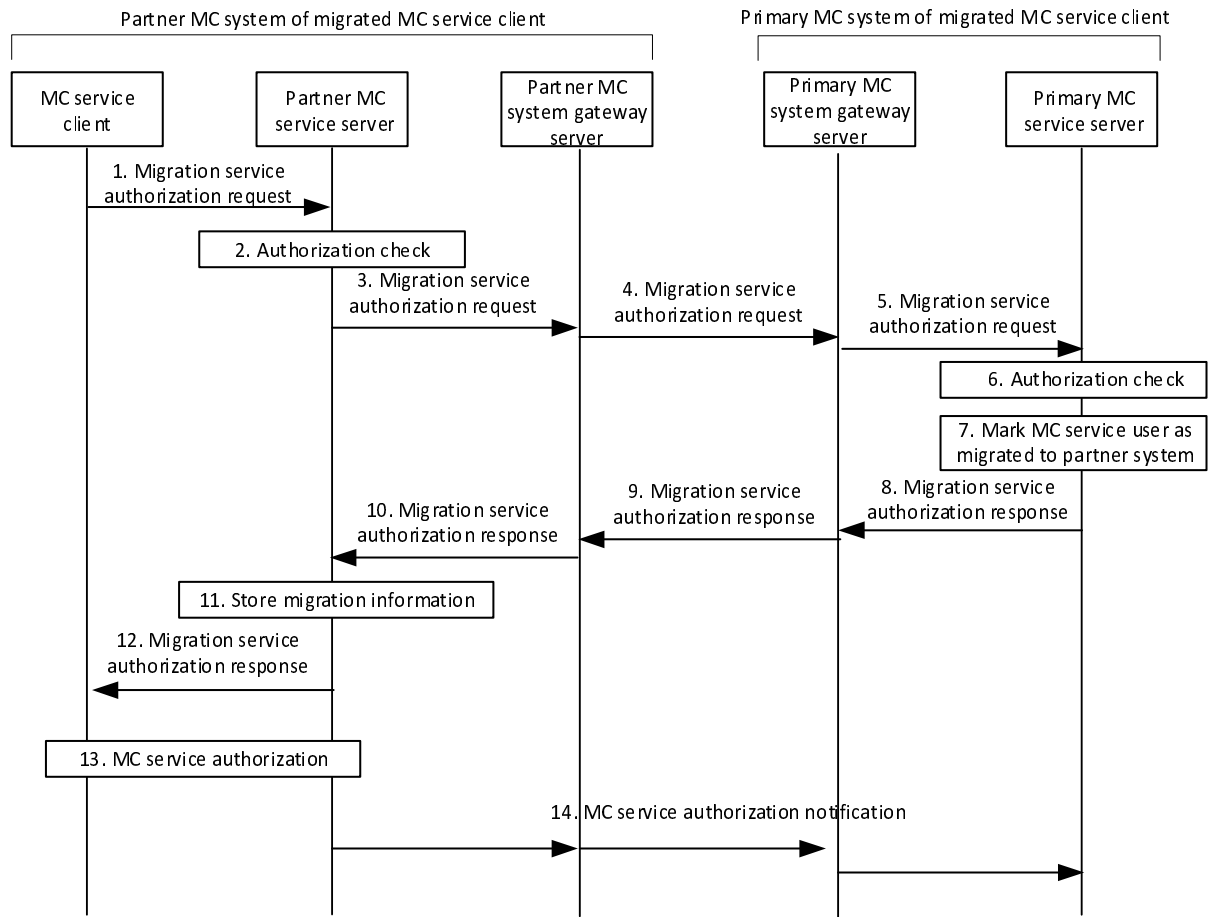 Partner MC system of migrated MC service client
Primary MC system of migrated MC service client
MC service
client
Partner MC
service server
Partner MC
system gateway
server
Primary MC
system gateway
server
Primary MC
service server
1. Migration service
authorization request
2. Authorization check
3. Migration service
authorization request
4. Migration service
authorization request
5. Migration service
authorization request
6. Authorization check
7. Mark MC service user as
migrated to partner system
8. Migration service
authorization response
9. Migration service
authorization response
10. Migration service
authorization response
11. Store migration information
12. Migration service
authorization response
13. MC service authorization
14. MC service authorization notification